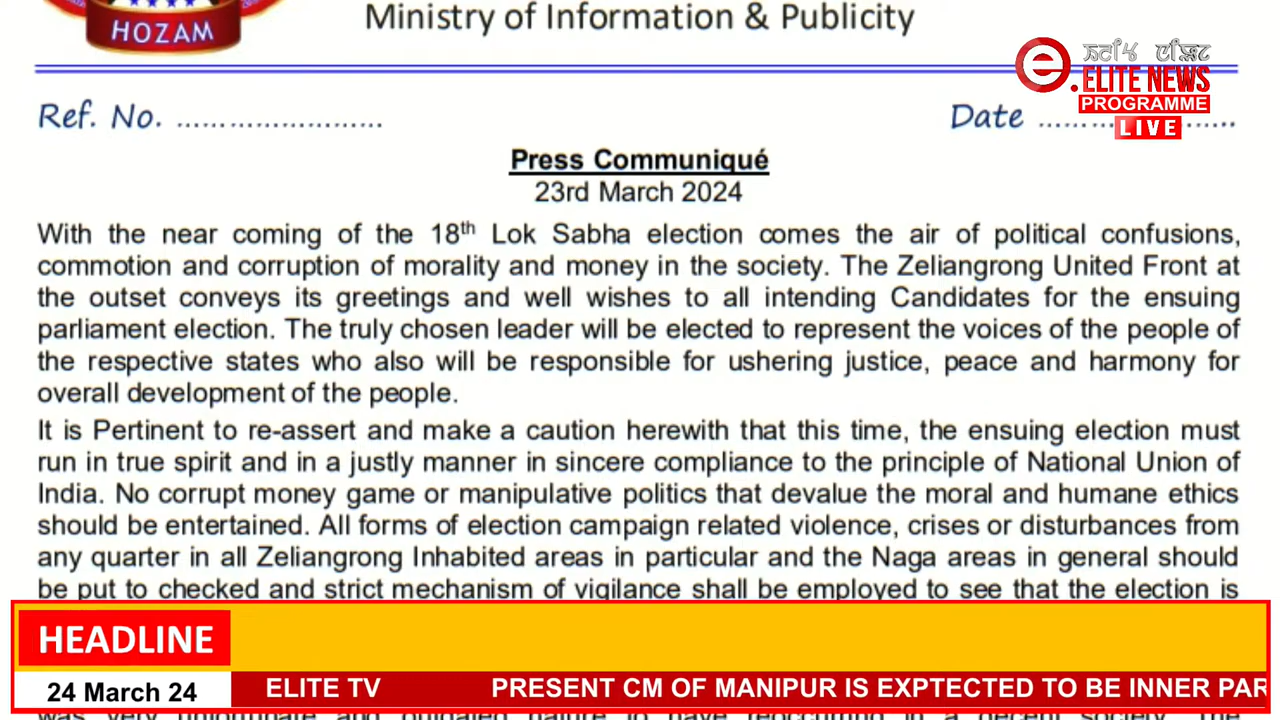 HOZAM
Ministry of Information & Publicity
ELITE NEWS
PROGRAMME
LIVE
Ref. No. ........................
Date ........................
Press Communiqué
23rd March 2024
With the near coming of the 18th Lok Sabha election comes the air of political confusions,
commotion and corruption of morality and money in the society. The Zeliangrong United Front at
the outset conveys its greetings and well wishes to all intending Candidates for the ensuing
parliament election. The truly chosen leader will be elected to represent the voices of the people of
the respective states who also will be responsible for ushering justice, peace and harmony for
overall development of the people.
It is Pertinent to re-assert and make a caution herewith that this time, the ensuing election must
run in true spirit and in a justly manner in sincere compliance to the principle of National Union of
India. No corrupt money game or manipulative politics that devalue the moral and humane ethics
should be entertained. All forms of election campaign related violence, crises or disturbances from
any quarter in all Zeliangrong Inhabited areas in particular and the Naga areas in general should
be put to checked and strict mechanism of vigilance shall be employed to see that the election is
HEADLINE
24 March 24
ELITE TV PRESENT CM OF MANIPUR IS EXPTECTED TO BE INNER PAR